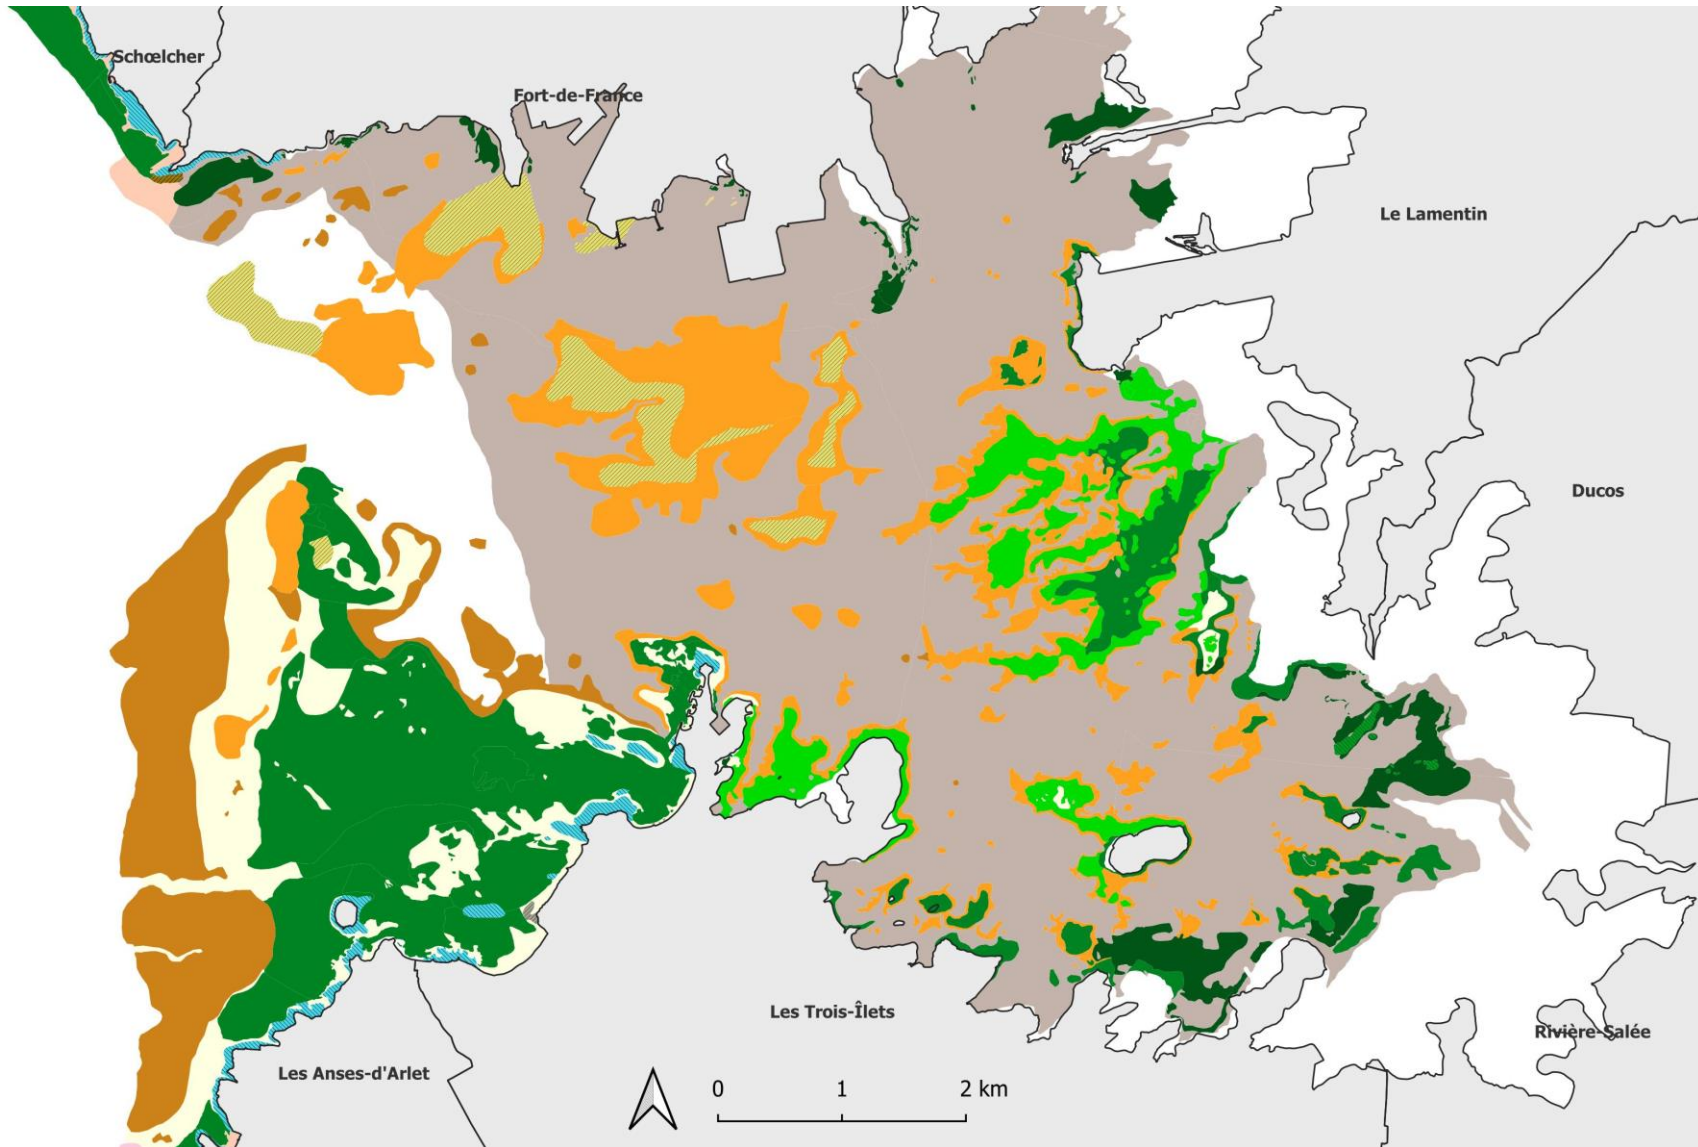 Schœlcher
Fort-de-France
Le Lamentin
Ducos
Les Trois-Îlets
Rivière-Salée
Les Anses-d'Arlet
0 1 2 km